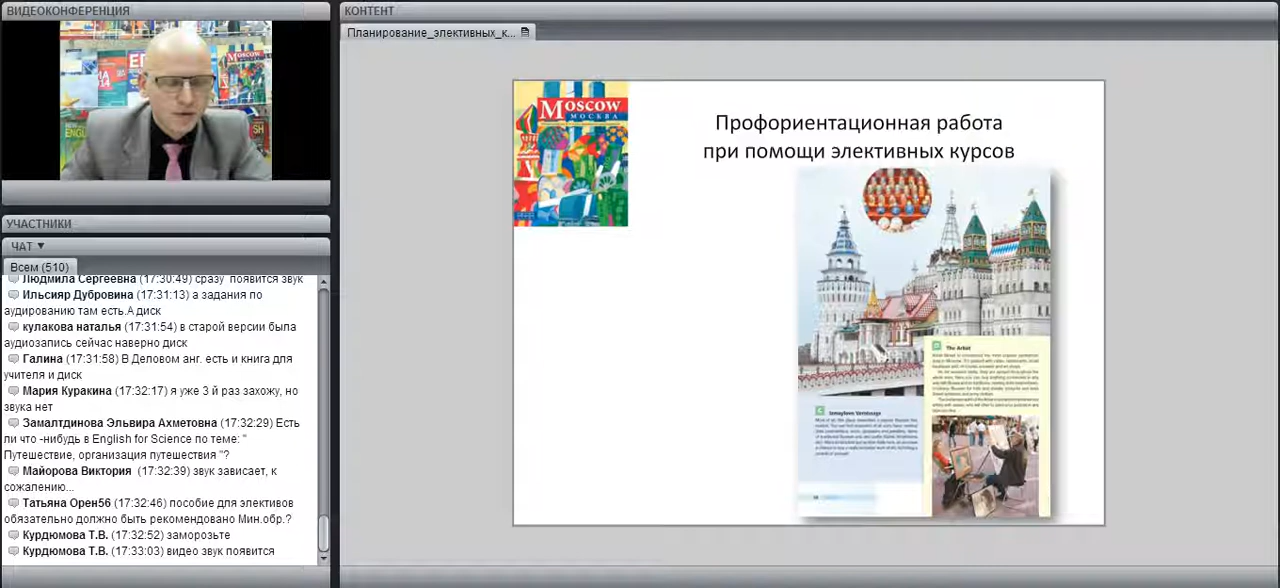 ВИДЕОКОНФЕРЕНЦИЯ
УЧАСТНИКИ
ЧАТ
Всем (510)
Людмила Сергеевна (17:30:49) сразу появится звук
Ильсияр Дубровина (17:31:13) а задания по
аудированию там есть.А диск
кулакова наталья (17:31:54) в старой версии была
аудиозапись сейчас наверно диск
Галина (17:31:58) В Деловом анг. есть и книга для
учителя и диск
Мария Куракина (17:32:17) я уже 3 й раз захожу, но
звука нет
Замалтдинова Эльвира Ахметовна (17:32:29) Есть
ли что -нибудь в English for Science по теме: "
Путешествие, организация путешествия "?
Майорова Виктория (17:32:39) звук зависает, к
сожалению...
Татьяна Орен56 (17:32:46) пособие для элективов
обязательно должно быть рекомендовано Мин.обр.?
Курдюмова Т.В. (17:32:52) заморозьте
Курдюмова Т.В. (17:33:03) видео звук появится
КОНТЕНТ
Планирование_элективных_к...
MOSCOW
МОСКВА
Профориентационная работа
при помощи элективных курсов
The Arbat
Izmaylovo Vernissage
MOSCOW